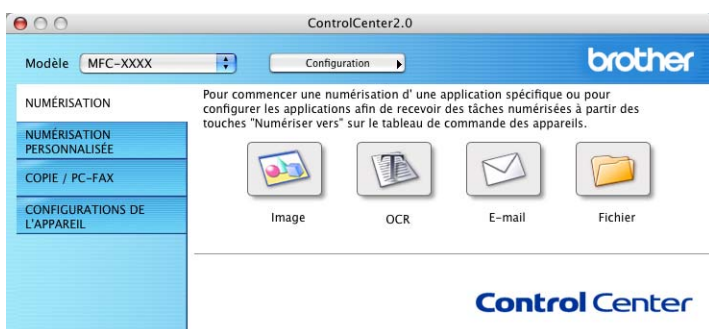 ControlCenter2.0
Modèle MFC-XXXX Configuration brother
NUMÉRISATION
NUMÉRISATION
PERSONNALISÉE
COPIE / PC-FAX
CONFIGURATIONS DE
L'APPAREIL
Pour commencer une numérisation d' une application spécifique ou pour
configurer les applications afin de recevoir des tâches numérisées à partir des
touches "Numériser vers" sur le tableau de commande des appareils.
Image OCR E-mail Fichier
Control Center